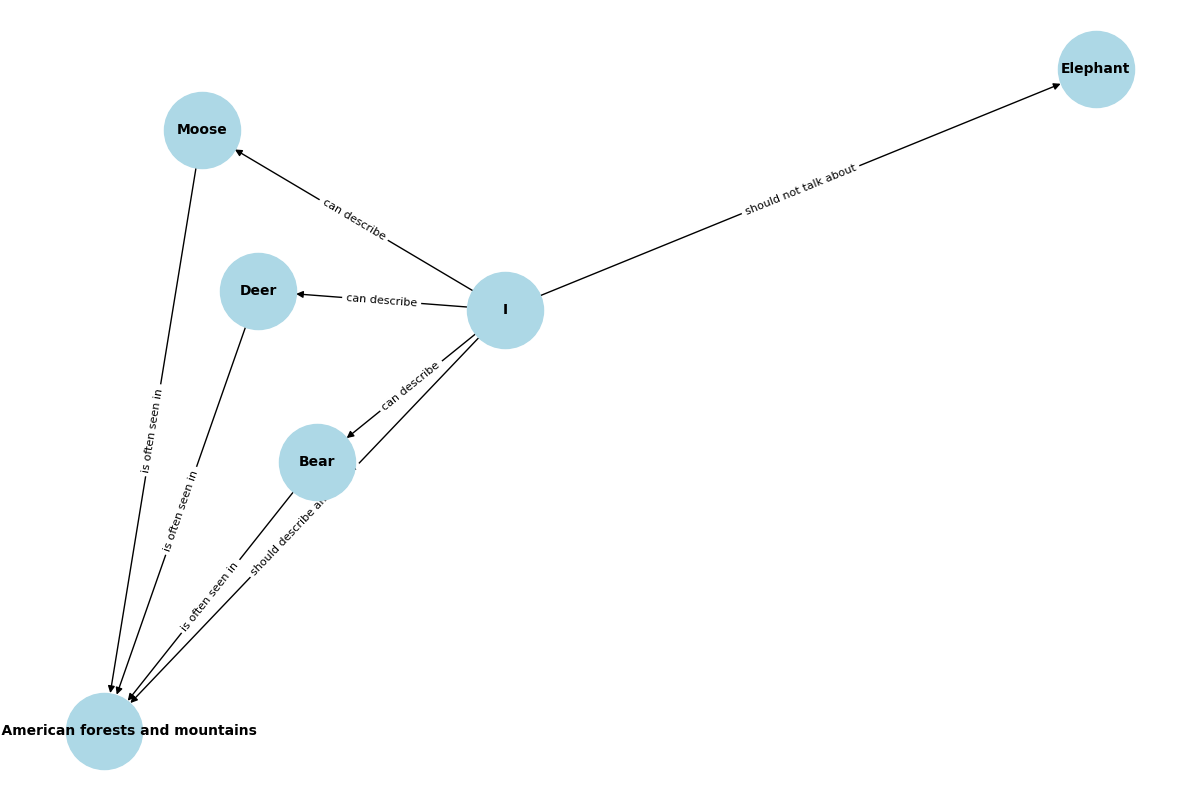 Elephant
Moose
should not talk about
can describe
Deer
can describe
I
can describe
is often seen in
Bear
is often seen in
should describe
is often seen in
American forests and mountains